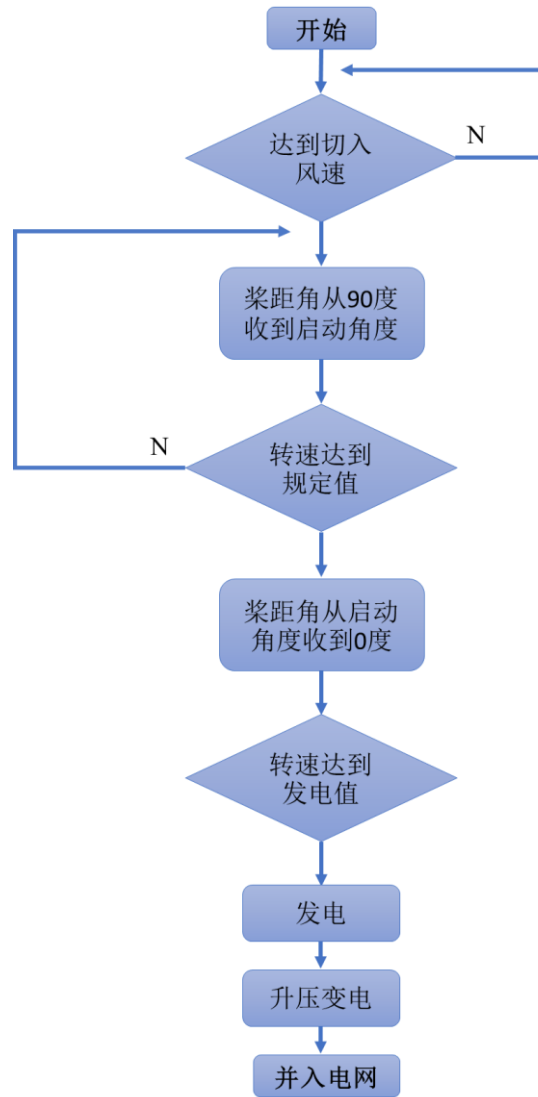 开始
达到切入
风速
N
桨距角从90度
收到启动角度
N
转速达到
规定值
桨距角从启动
角度收到0度
转速达到
发电值
发电
升压变电
并入电网